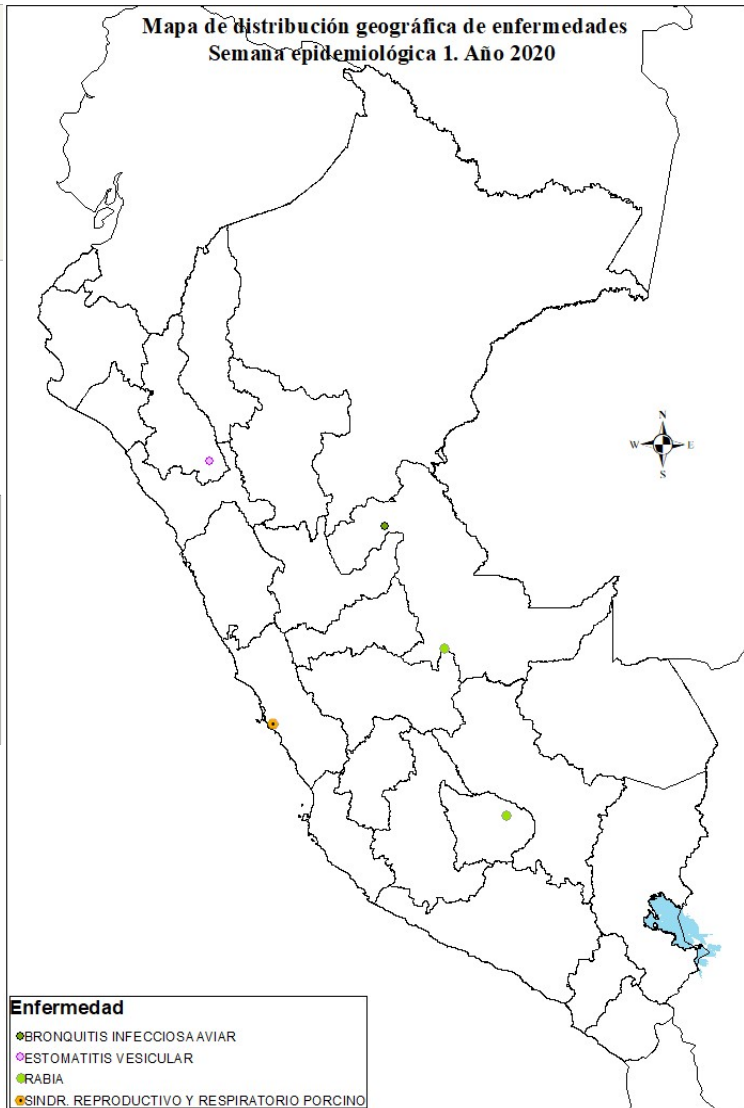 Mapa de distribución geográfica de enfermedades
Semana epidemiológica 1. Año 2020
N
W E
S
Enfermedad
BRONQUITIS INFECCIOSA AVIAR
ESTOMATITIS VESICULAR
RABIA
SINDR. REPRODUCTIVO Y RESPIRATORIO PORCINO